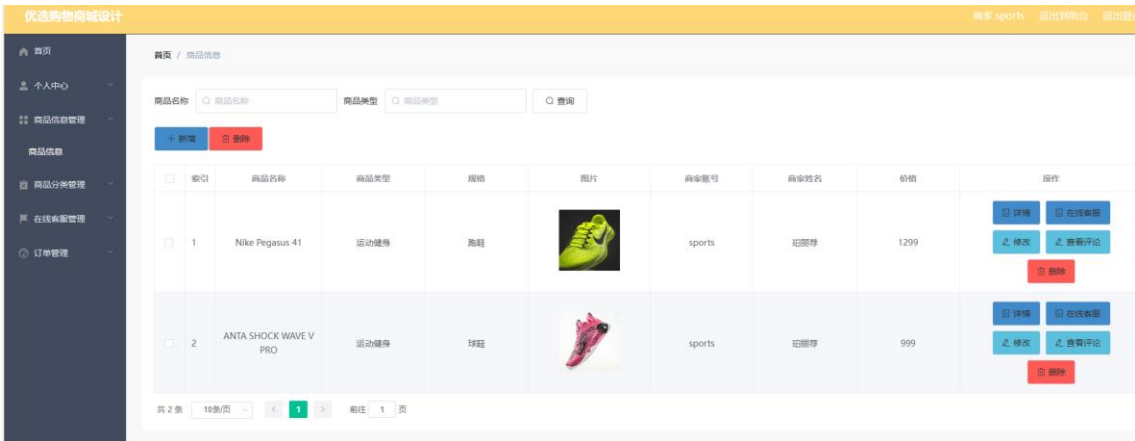 优选购物商城设计
商家 sports 退出到前台
首页
个人中心
商品信息管理
商品信息
商品分类管理
在线客服管理
订单管理
首页 / 商品信息
商品名称 商品名称 商品类型 商品类型 查询
+ 新增 删除
索引 商品名称 商品类型 规格 图片 商家账号 商家姓名 价格 操作
1 Nike Pegasus 41 运动健身 跑鞋 sports 珀丽荐 1299
详情 在线客服
修改 查看评论
删除
2 ANTA SHOCK WAVE V PRO 运动健身 球鞋 sports 珀丽荐 999
详情 在线客服
修改 查看评论
删除
共 2 条 10条/页 < 1 > 前往 1 页